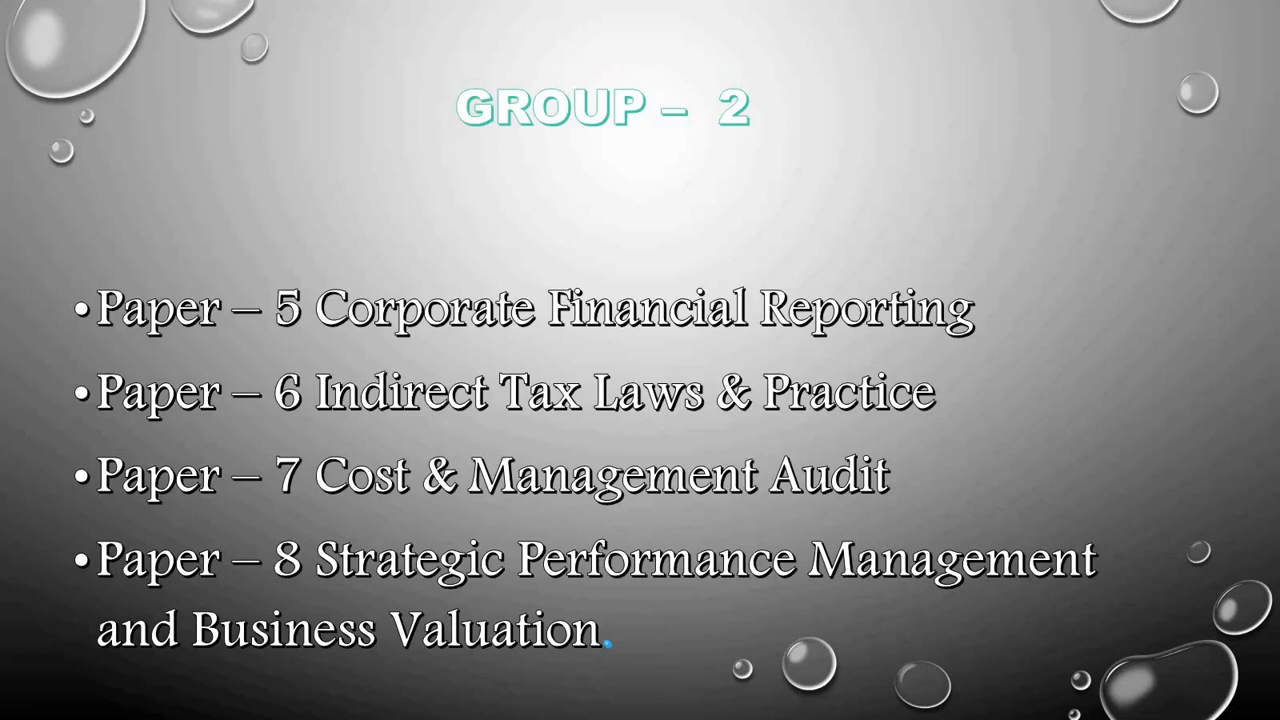 GROUP – 2
• Paper – 5 Corporate Financial Reporting
• Paper – 6 Indirect Tax Laws & Practice
• Paper – 7 Cost & Management Audit
• Paper – 8 Strategic Performance Management
and Business Valuation.